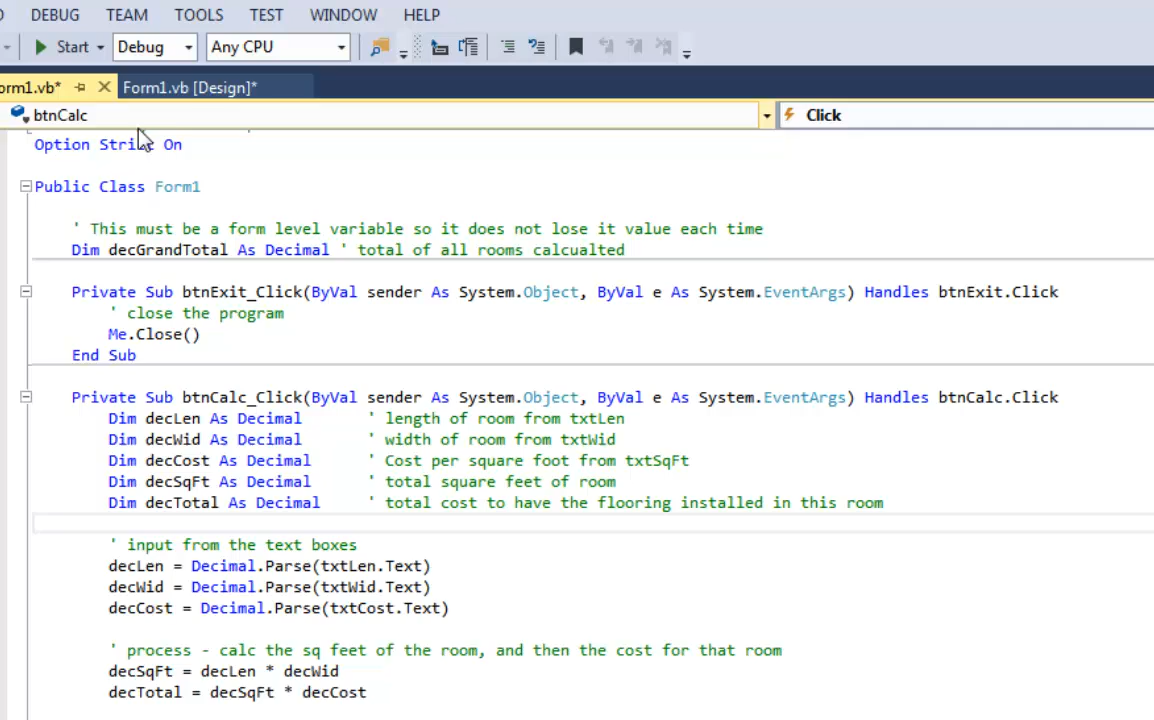 DEBUG TEAM TOOLS TEST WINDOW HELP
Start Debug Any CPU
orm1.vb* Form1.vb [Design]*
btnCalc Click
Option On
Public Class Form1
' This must be a form level variable so it does not lose it value each time
Dim decGrandTotal As Decimal ' total of all rooms calcualted
Private Sub btnExit_Click(ByVal sender As System.Object, ByVal e As System.EventArgs) Handles btnExit.Click
' close the program
Me.Close()
End Sub
Private Sub btnCalc_Click(ByVal sender As System.Object, ByVal e As System.EventArgs) Handles btnCalc.Click
Dim decLen As Decimal ' length of room from txtLen
Dim decWid As Decimal ' width of room from txtWid
Dim decCost As Decimal ' Cost per square foot from txtSqFt
Dim decSqFt As Decimal ' total square feet of room
Dim decTotal As Decimal ' total cost to have the flooring installed in this room
' input from the text boxes
decLen = Decimal.Parse(txtLen.Text)
decWid = Decimal.Parse(txtWid.Text)
decCost = Decimal.Parse(txtCost.Text)
' process - calc the sq feet of the room, and then the cost for that room
decSqFt = decLen * decWid
decTotal = decSqFt * decCost